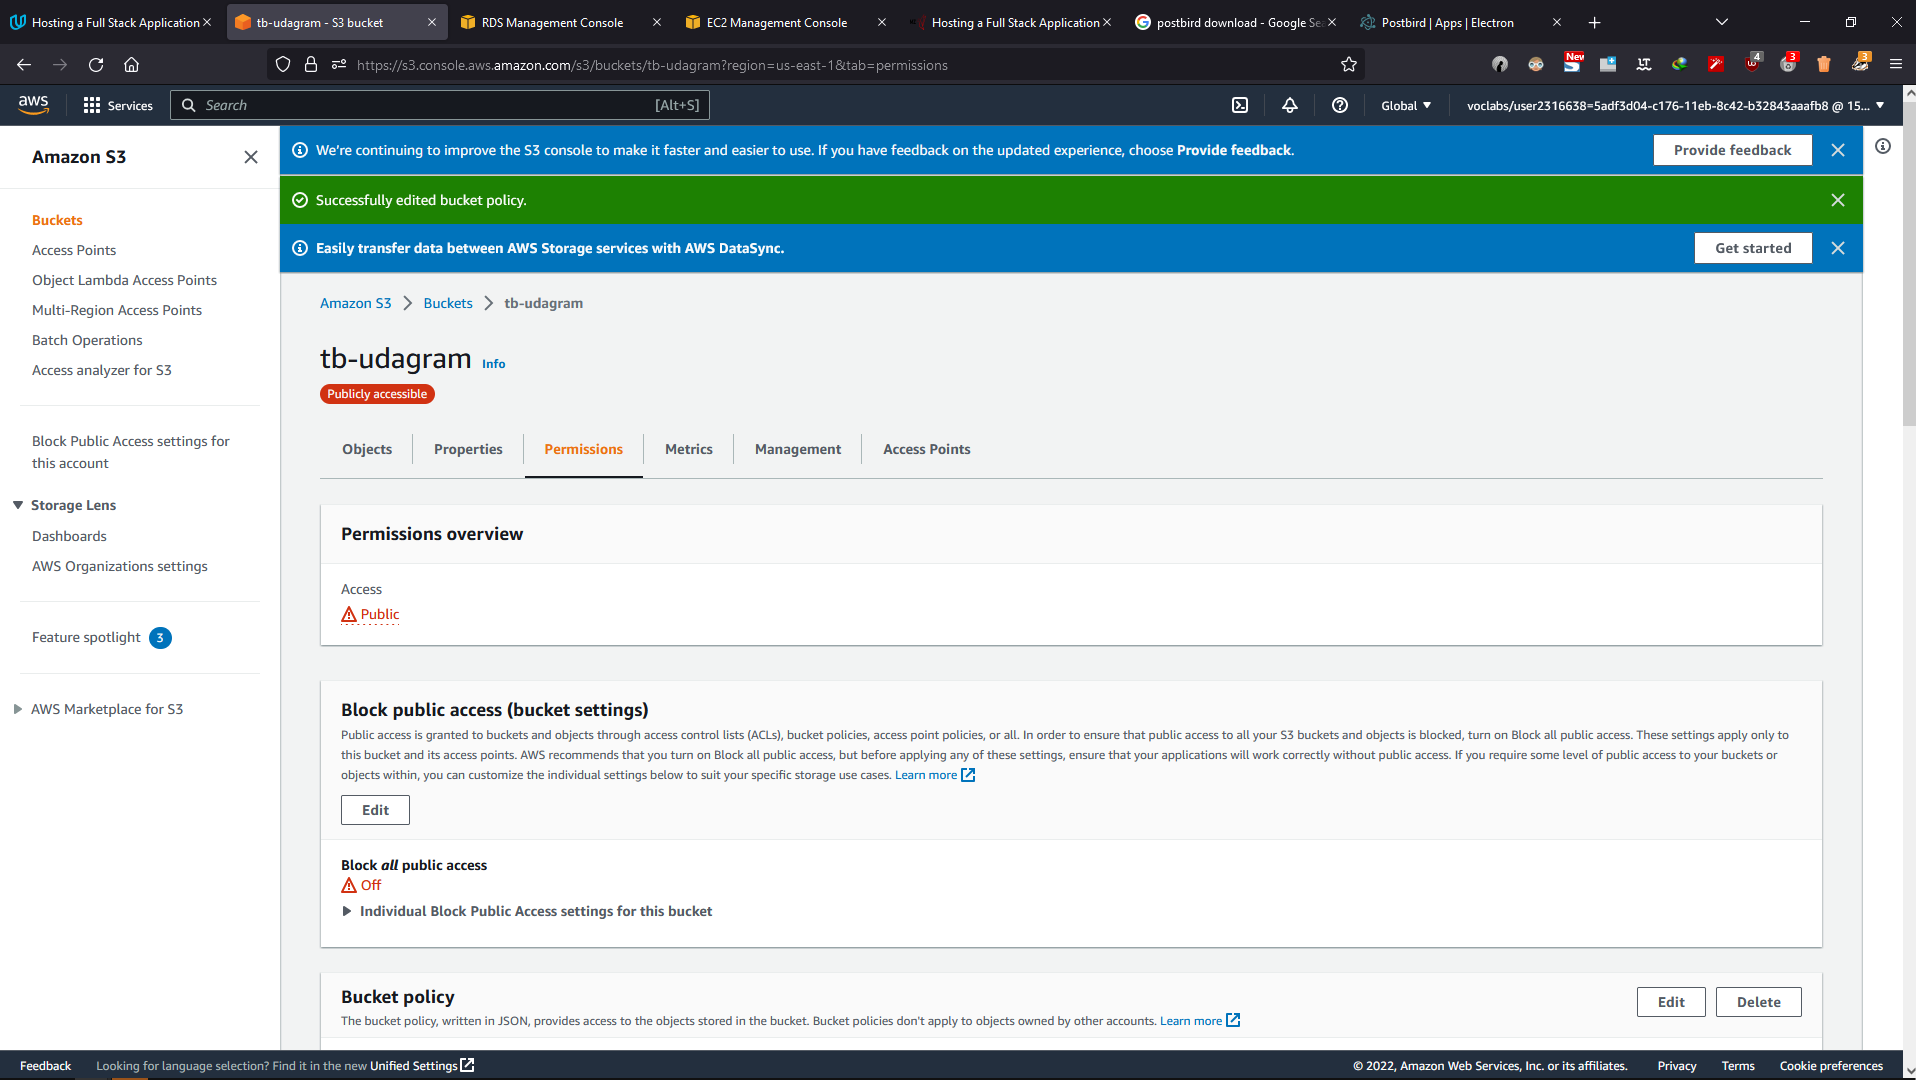 Hosting a Full Stack Application
tb-udagram - S3 bucket
RDS Management Console
EC2 Management Console
Hosting a Full Stack Application
postbird download - Google Sea
Postbird | Apps | Electron
https://s3.console.aws.amazon.com/s3/buckets/tb-udagram?region=us-east-1&tab=permissions
New
4
3
3
aws
Services
Search
[Alt+S]
Global
voclabs/user2316638=5adf3d04-c176-11eb-8c42-b32843aaafb8 @ 15...
Amazon S3
Buckets
Access Points
Object Lambda Access Points
Multi-Region Access Points
Batch Operations
Access analyzer for S3
Block Public Access settings for
this account
Storage Lens
Dashboards
AWS Organizations settings
Feature spotlight 3
AWS Marketplace for S3
We're continuing to improve the S3 console to make it faster and easier to use. If you have feedback on the updated experience, choose Provide feedback.
Provide feedback
Successfully edited bucket policy.
Easily transfer data between AWS Storage services with AWS DataSync.
Get started
Amazon S3
Buckets
tb-udagram
tb-udagram Info
Publicly accessible
Objects
Properties
Permissions
Metrics
Management
Access Points
Permissions overview
Access
Public
Block public access (bucket settings)
Public access is granted to buckets and objects through access control lists (ACLs), bucket policies, access point policies, or all. In order to ensure that public access to all your S3 buckets and objects is blocked, turn on Block all public access. These settings apply only to
this bucket and its access points. AWS recommends that you turn on Block all public access, but before applying any of these settings, ensure that your applications will work correctly without public access. If you require some level of public access to your buckets or
objects within, you can customize the individual settings below to suit your specific storage use cases. Learn more
Edit
Block all public access
Off
Individual Block Public Access settings for this bucket
Bucket policy
The bucket policy, written in JSON, provides access to the objects stored in the bucket. Bucket policies don't apply to objects owned by other accounts. Learn more
Edit
Delete
Feedback
Looking for language selection? Find it in the new Unified Settings
© 2022, Amazon Web Services, Inc. or its affiliates.
Privacy
Terms
Cookie preferences